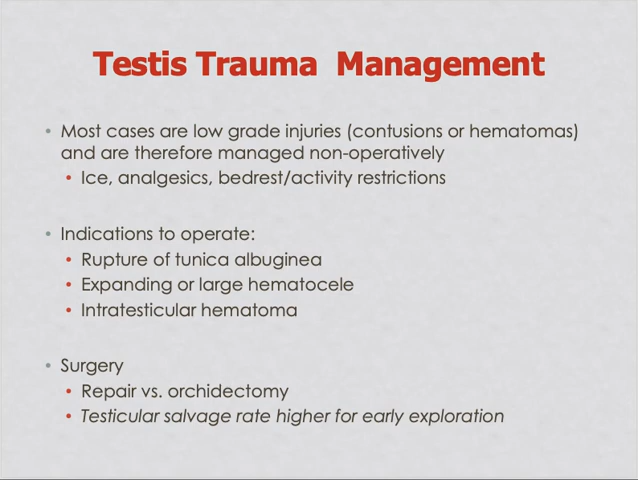 Testis Trauma  Management
• Most cases are low grade injuries (contusions or hematomas)
and are therefore managed non-operatively
• Ice, analgesics, bedrest/activity restrictions
• Indications to operate:
• Rupture of tunica albuginea
• Expanding or large hematocele
• Intratesticular hematoma
• Surgery
• Repair vs. orchidectomy
• Testicular salvage rate higher for early exploration